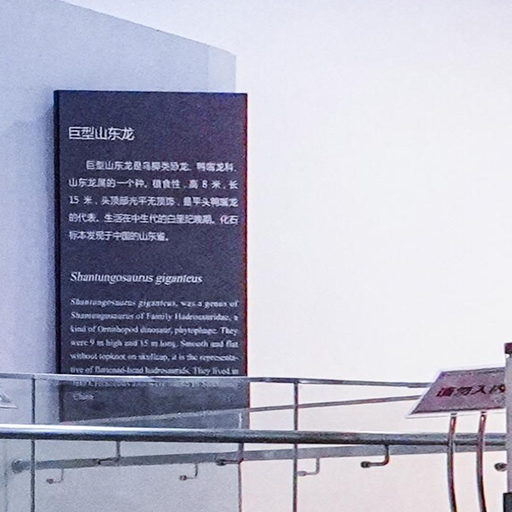 巨型山东龙
巨型山东龙是鸟脚类恐龙、鸭嘴龙科、
山东龙属的一个种。植食性，高 8 米，长
15 米，头顶部光平无顶饰，是平头鸭嘴龙
的代表。生活在中生代的白垩纪晚期。化石
标本发现于中国的山东省。
Shantungosaurus giganteus
Shantungosaurus giganteus, was a genus of
Shantungosaurus of Family Hadrosauridae, a
kind of Ornithopod dinosaur, phytophage. They
were 9 m high and 15 m long. Smooth and flat
without topknot on skullcap, it is the representa-
tive of flattened-head hadrosaurids. They lived in
China
请勿入内